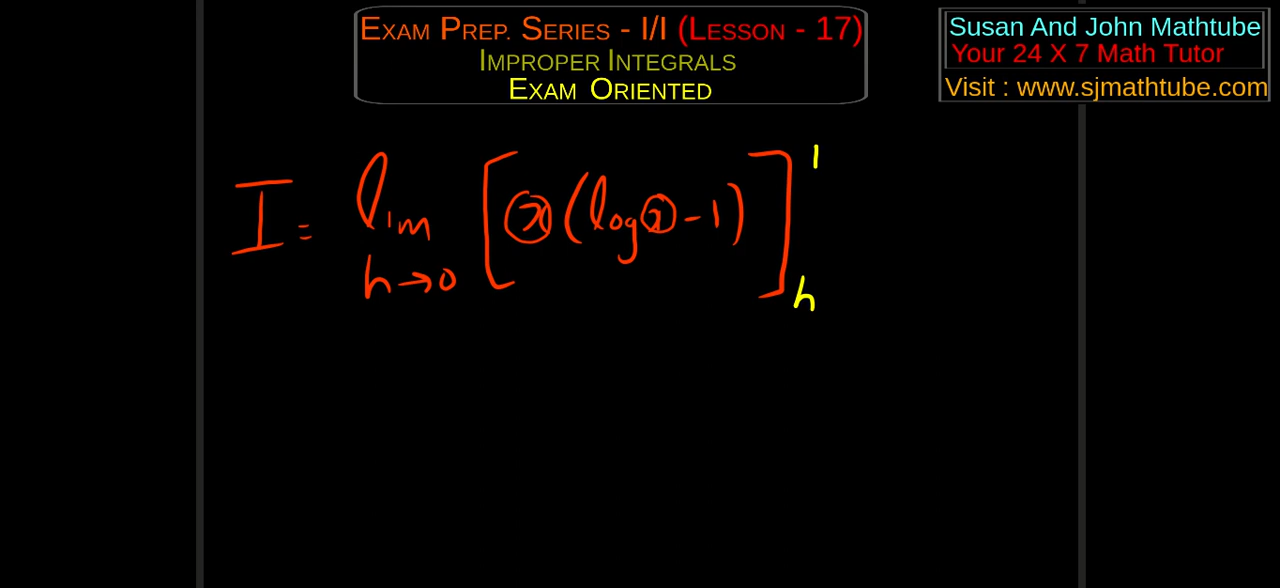 Exam Prep. Series - I/I (Lesson - 17)
Improper Integrals
Exam Oriented
Susan And John Mathtube
Your 24 X 7 Math Tutor
Visit : www.sjmathtube.com
I = lim h→0 [x(log x - 1)] 1 h